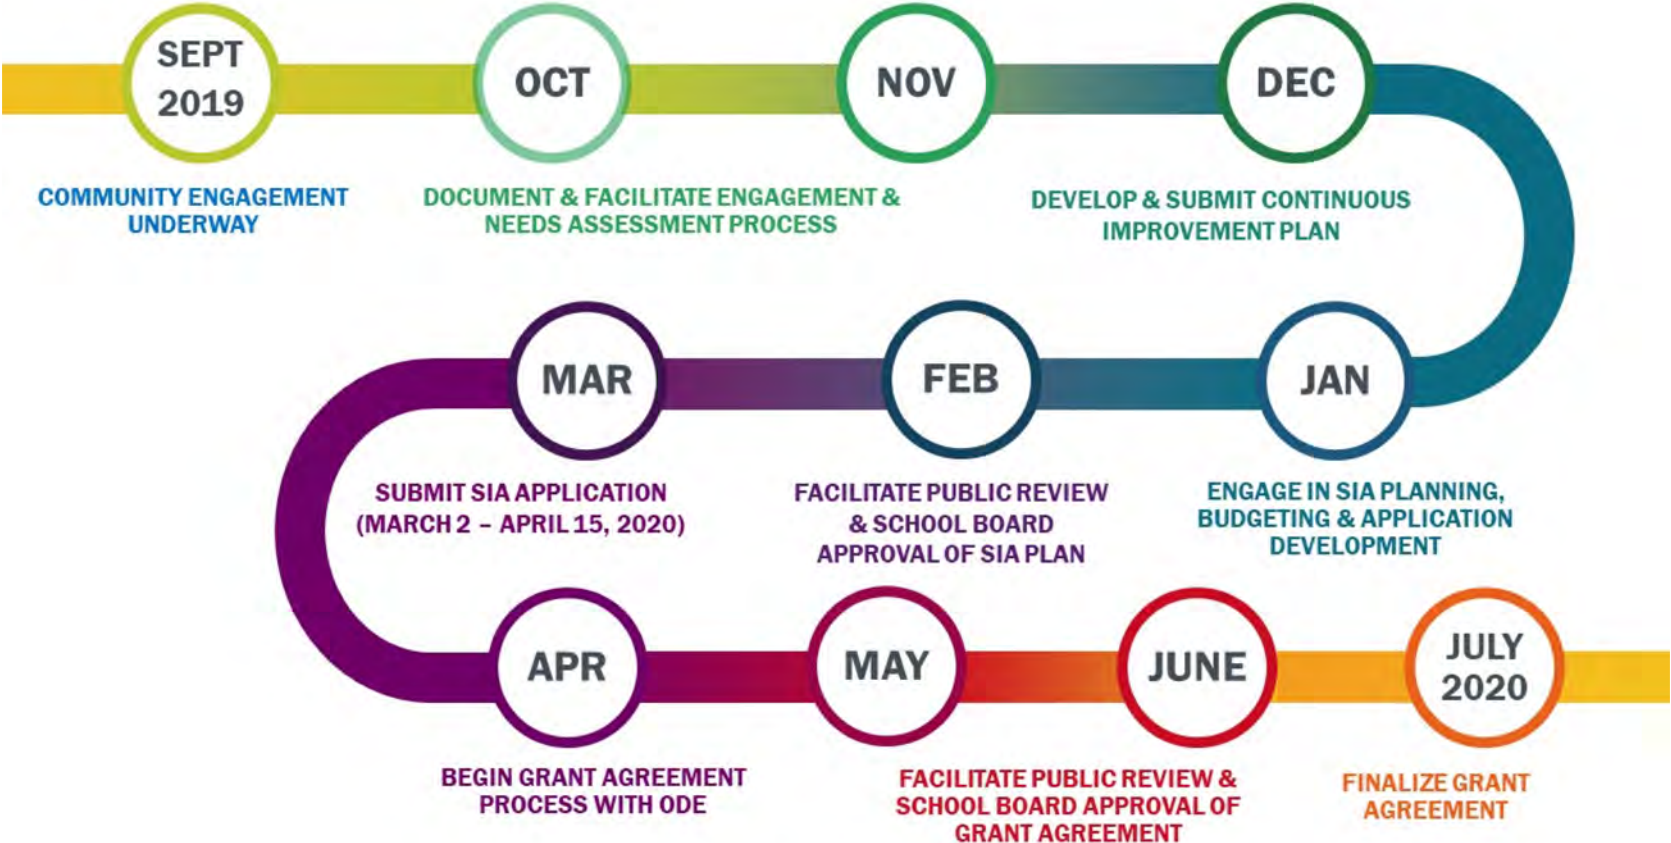 SEPT
2019
OCT
NOV
DEC
COMMUNITY ENGAGEMENT
UNDERWAY
DOCUMENT & FACILITATE ENGAGEMENT &
NEEDS ASSESSMENT PROCESS
DEVELOP & SUBMIT CONTINUOUS
IMPROVEMENT PLAN
MAR
FEB
JAN
SUBMIT SIA APPLICATION
(MARCH 2 – APRIL 15, 2020)
FACILITATE PUBLIC REVIEW
& SCHOOL BOARD
APPROVAL OF SIA PLAN
ENGAGE IN SIA PLANNING,
BUDGETING & APPLICATION
DEVELOPMENT
APR
MAY
JUNE
JULY
2020
BEGIN GRANT AGREEMENT
PROCESS WITH ODE
FACILITATE PUBLIC REVIEW &
SCHOOL BOARD APPROVAL OF
GRANT AGREEMENT
FINALIZE GRANT
AGREEMENT